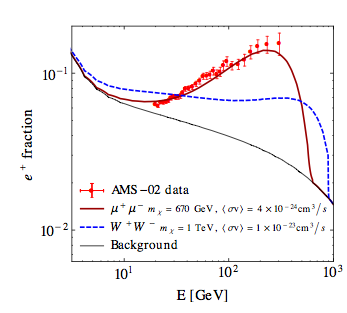 10⁻¹
e⁺ fraction
10⁻²
AMS-02 data
μ⁺μ⁻ mχ = 670 GeV, ⟨σv⟩ = 4×10⁻²⁴cm³/s
W⁺W⁻ mχ = 1 TeV, ⟨σv⟩ = 1×10⁻²³cm³/s
Background
10¹ 10² 10³
E [GeV]